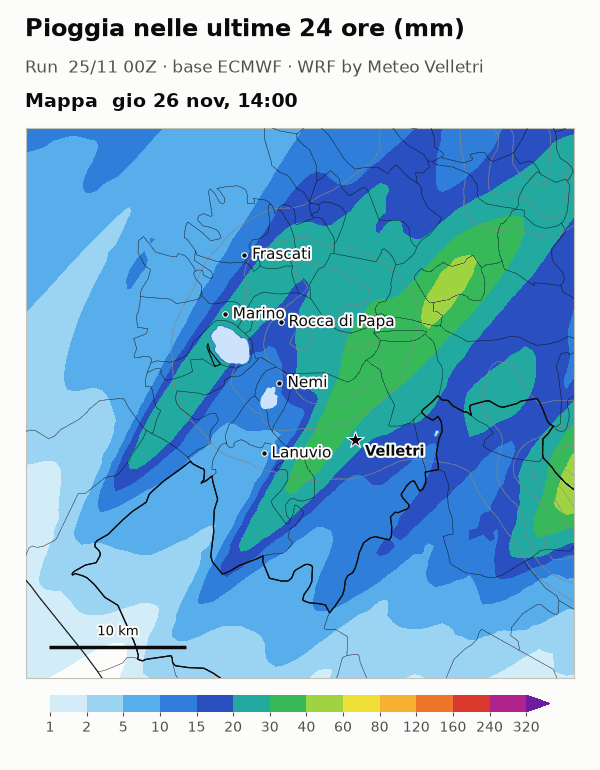 Pioggia nelle ultime 24 ore (mm)
Run 25/11 00Z · base ECMWF · WRF by Meteo Velletri
Mappa gio 26 nov, 14:00
Frascati
Marino
Rocca di Papa
Nemi
Velletri
Lanuvio
10 km
1 2 5 10 15 20 30 40 60 80 120 160 240 320